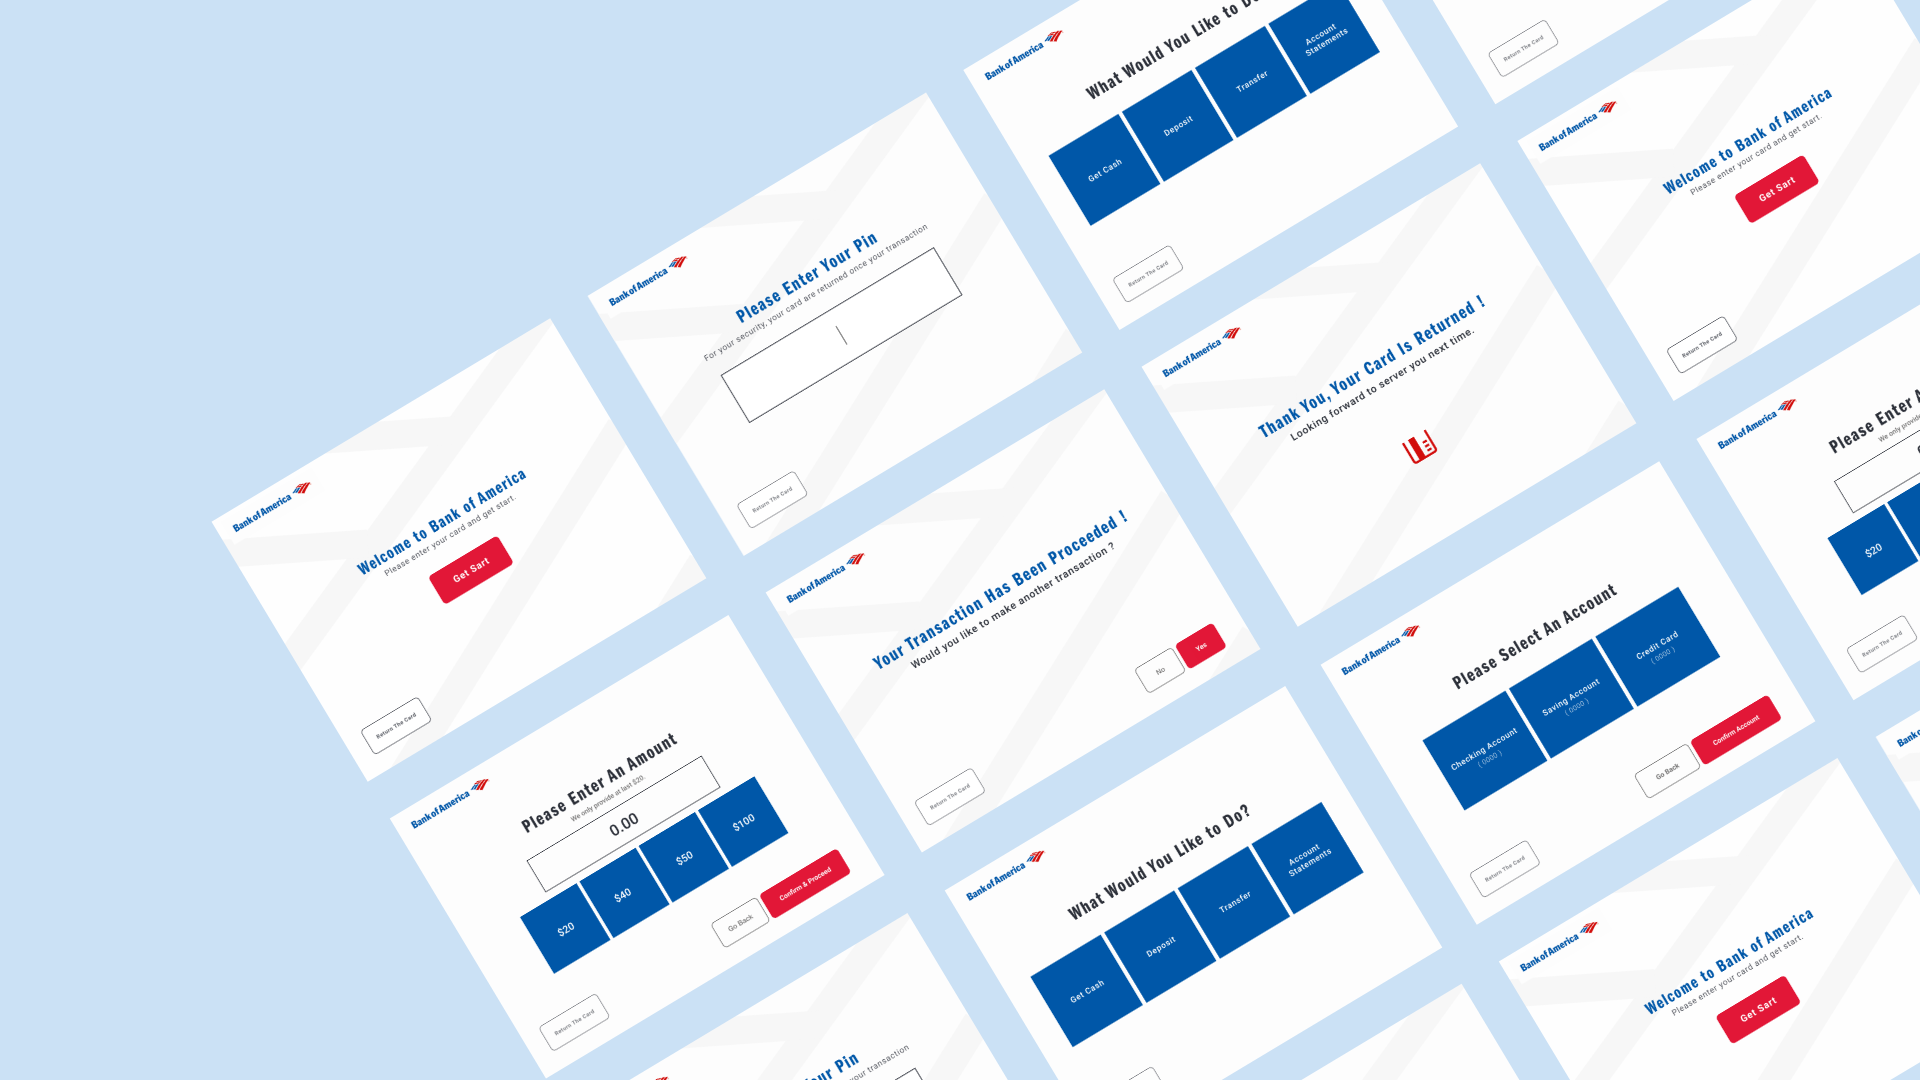 Bank of America
Welcome to Bank of America
Please enter your card and get start.
Get Sart
Return The Card
Bank of America
Please Enter Your Pin
For your security, your card are returned once your transaction
Return The Card
Bank of America
What Would You Like to Do
Get Cash
Deposit
Transfer
Account
Statements
Return The Card
Return The Card
Bank of America
Please Enter An Amount
We only provide at last $20.
0.00
$20
$40
$50
$100
Go Back
Confirm & Proceed
Return The Card
Bank of America
Your Transaction Has Been Proceeded !
Would you like to make another transaction ?
No
Yes
Return The Card
Bank of America
Thank You, Your Card Is Returned !
Looking forward to server you next time.
Bank of America
Welcome to Bank of America
Please enter your card and get start.
Get Sart
Return The Card
our Pin
your transaction
Bank of America
What Would You Like to Do?
Get Cash
Deposit
Transfer
Account
Statements
Bank of America
Please Select An Account
Checking Account
( 0000 )
Saving Account
( 0000 )
Credit Card
( 0000 )
Go Back
Confirm Account
Return The Card
Bank of America
Please Enter A
We only provide
$20
Return The Card
Bank of America
Welcome to Bank of America
Please enter your card and get start.
Get Sart
Bank